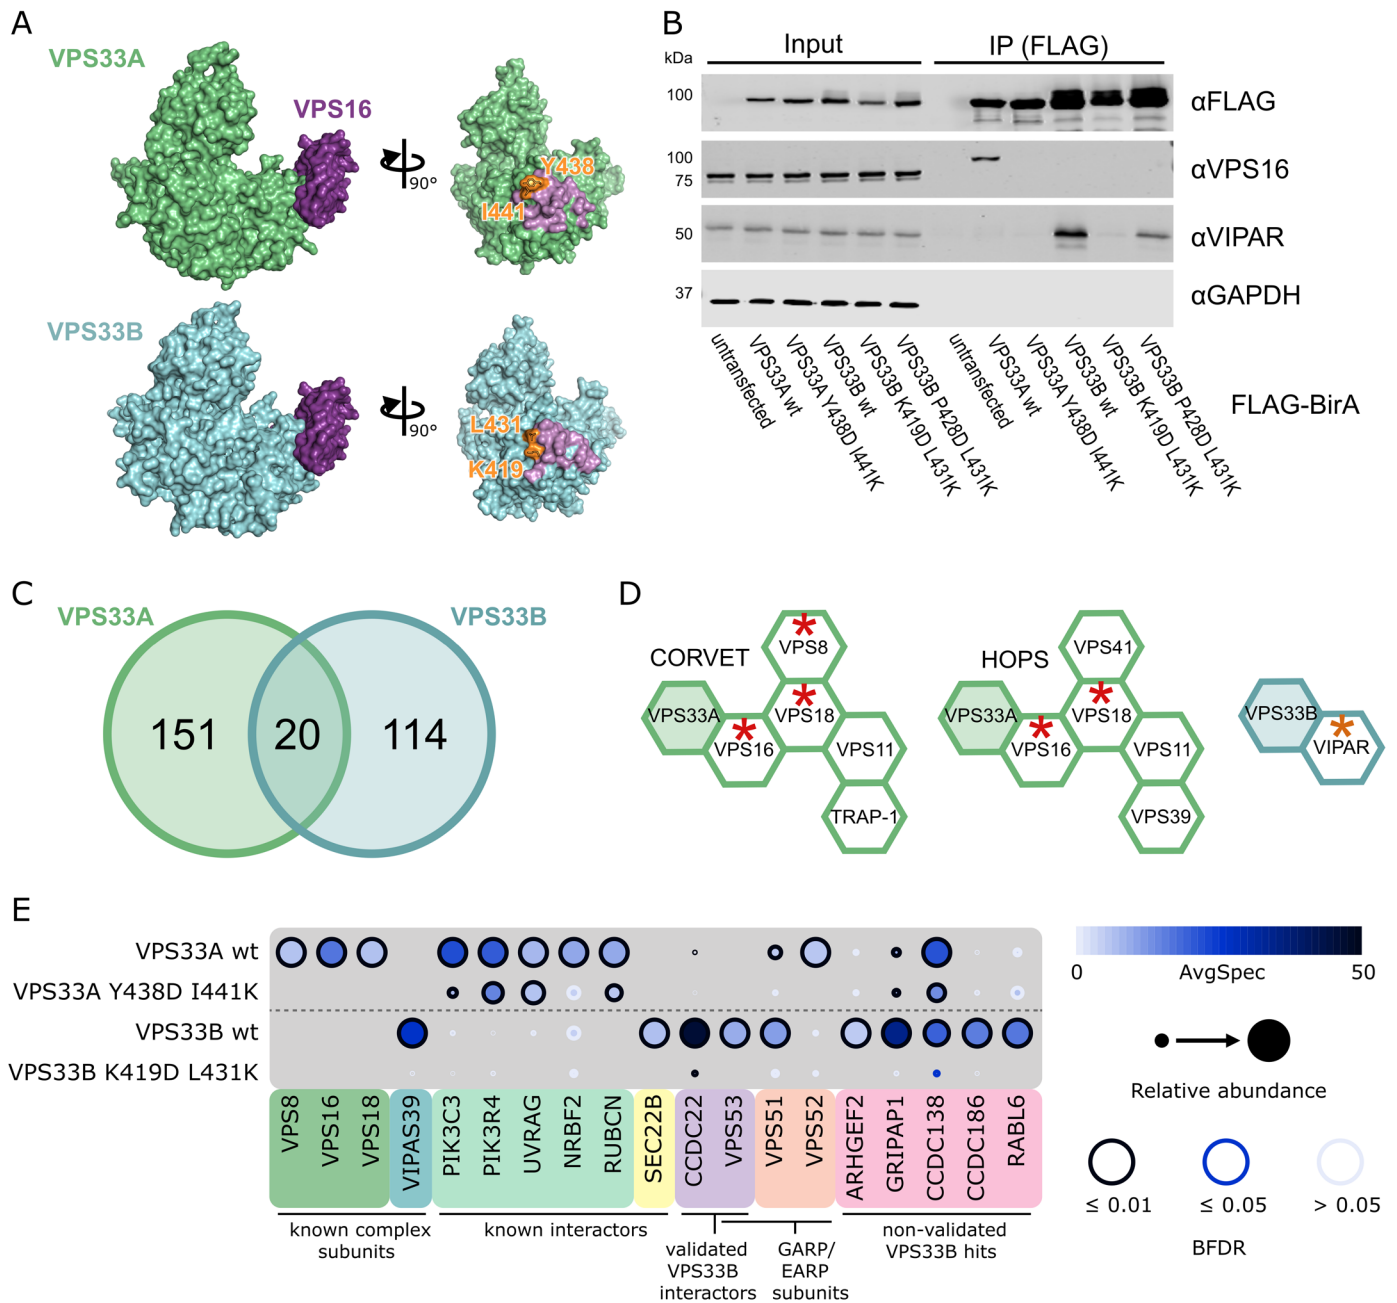 A
VPS33A
VPS16
90°
Y438
I441
VPS33B
90°
L431
K419
B
Input
IP (FLAG)
kDa
100
αFLAG
100
75
αVPS16
50
αVIPAR
37
αGAPDH
untransfected
VPS33A wt
VPS33A Y438D I441K
VPS33B wt
VPS33B K419D L431K
VPS33B P428D L431K
untransfected
VPS33A wt
VPS33A Y438D I441K
VPS33B wt
VPS33B K419D L431K
VPS33B P428D L431K
FLAG-BirA
C
VPS33A
VPS33B
151
20
114
D
CORVET
VPS8
VPS33A
VPS18
VPS16
VPS11
TRAP-1
HOPS
VPS41
VPS33A
VPS18
VPS16
VPS11
VPS39
VPS33B
VIPAR
E
VPS33A wt
VPS33A Y438D I441K
VPS33B wt
VPS33B K419D L431K
VPS8
VPS16
VPS18
VIPAS39
PIK3C3
PIK3R4
UVRAG
NRBF2
RUBCN
SEC22B
CCDC22
VPS53
VPS51
VPS52
ARHGEF2
GRIPAP1
CCDC138
CCDC186
RABL6
known complex
subunits
known interactors
validated
VPS33B
interactors
GARP/
EARP
subunits
non-validated
VPS33B hits
0
AvgSpec
50
Relative abundance
≤ 0.01
≤ 0.05
> 0.05
BFDR